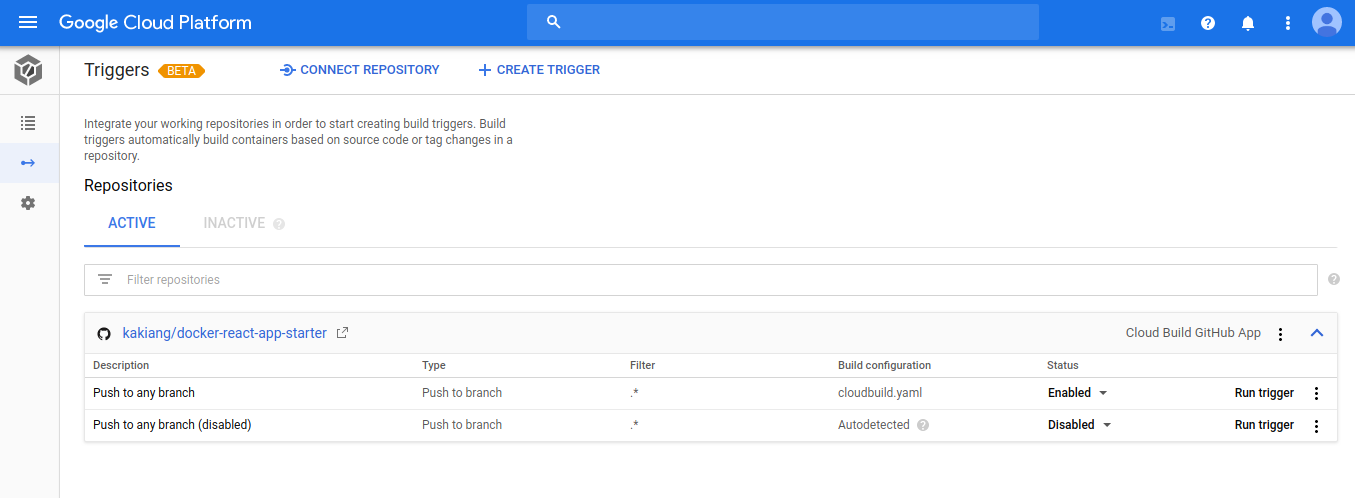 Google Cloud Platform
Triggers BETA CONNECT REPOSITORY CREATE TRIGGER
Integrate your working repositories in order to start creating build triggers. Build
triggers automatically build containers based on source code or tag changes in a
repository.
Repositories
ACTIVE INACTIVE
Filter repositories
kakiang/docker-react-app-starter Cloud Build GitHub App
Description Type Filter Build configuration Status
Push to any branch Push to branch .* cloudbuild.yaml Enabled Run trigger
Push to any branch (disabled) Push to branch .* Autodetected Disabled Run trigger